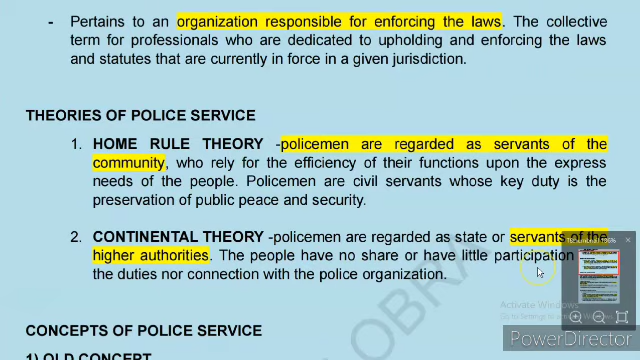 - Pertains to an organization responsible for enforcing the laws. The collective
term for professionals who are dedicated to upholding and enforcing the laws
and statutes that are currently in force in a given jurisdiction.
THEORIES OF POLICE SERVICE
1. HOME RULE THEORY -policemen are regarded as servants of the
community, who rely for the efficiency of their functions upon the express
needs of the people. Policemen are civil servants whose key duty is the
preservation of public peace and security.
2. CONTINENTAL THEORY -policemen are regarded as state or servants of the
higher authorities. The people have no share or have little participation
the duties nor connection with the police organization.
CONCEPTS OF POLICE SERVICE
1) OLD CONCEPT
LOBRA
Activate Windows
PowerDirector